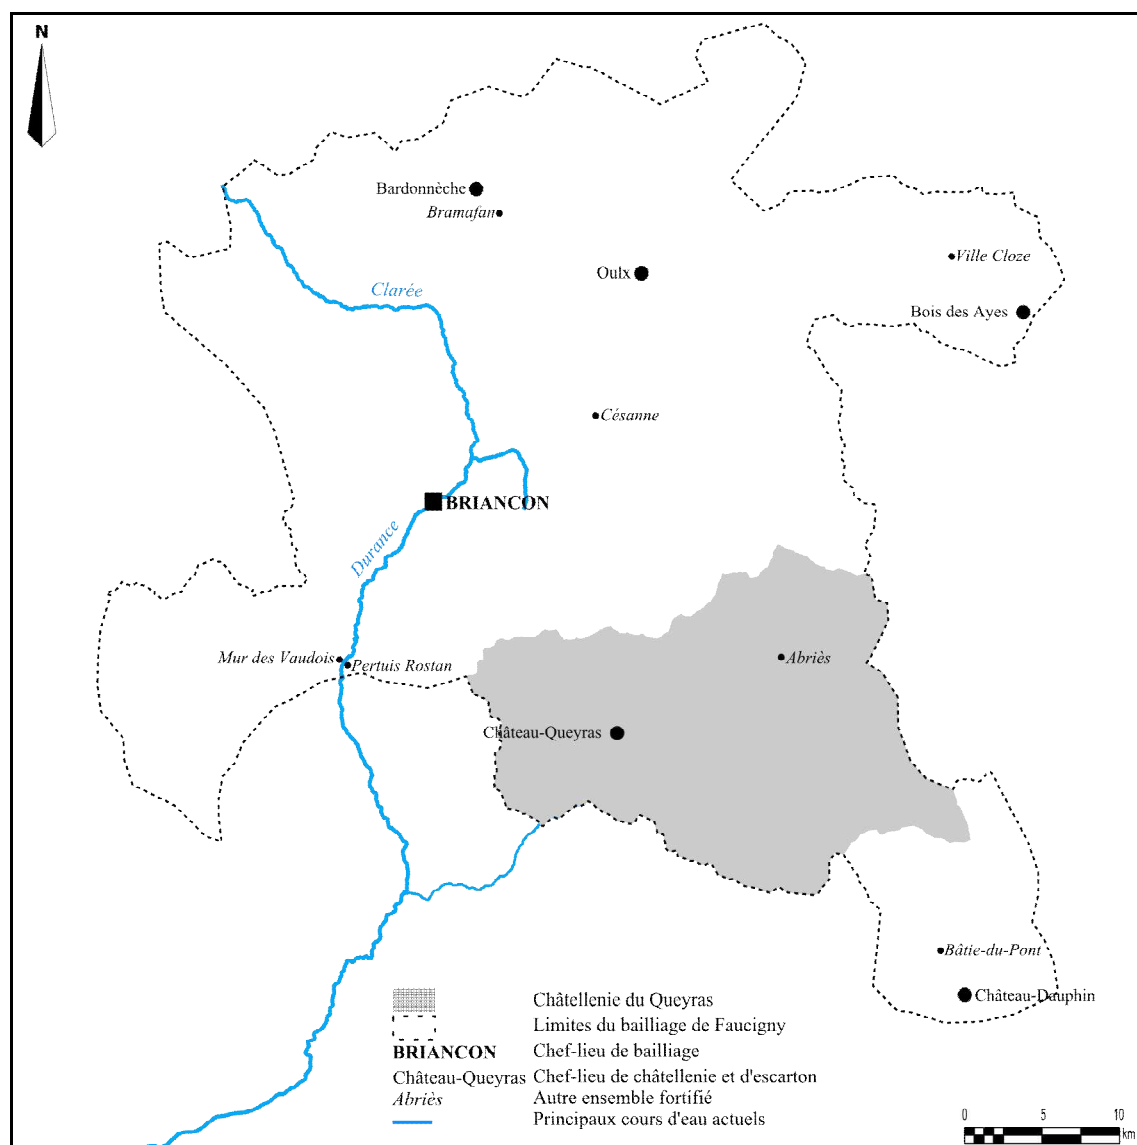 N
Bardonnèche
Bramafan
Oulx
Ville Cloze
Clarée
Bois des Ayes
Césanne
BRIANCON
Durance
Mur des Vaudois
Pertuis Rostan
Abriès
Château-Queyras
Bâtie-du-Pont
Château-Dauphin
Châtellenie du Queyras
Limites du bailliage de Faucigny
BRIANCON Chef-lieu de bailliage
Château-Queyras Chef-lieu de châtellenie et d'escarton
Abriès Autre ensemble fortifié
Principaux cours d'eau actuels
0 5 10
km